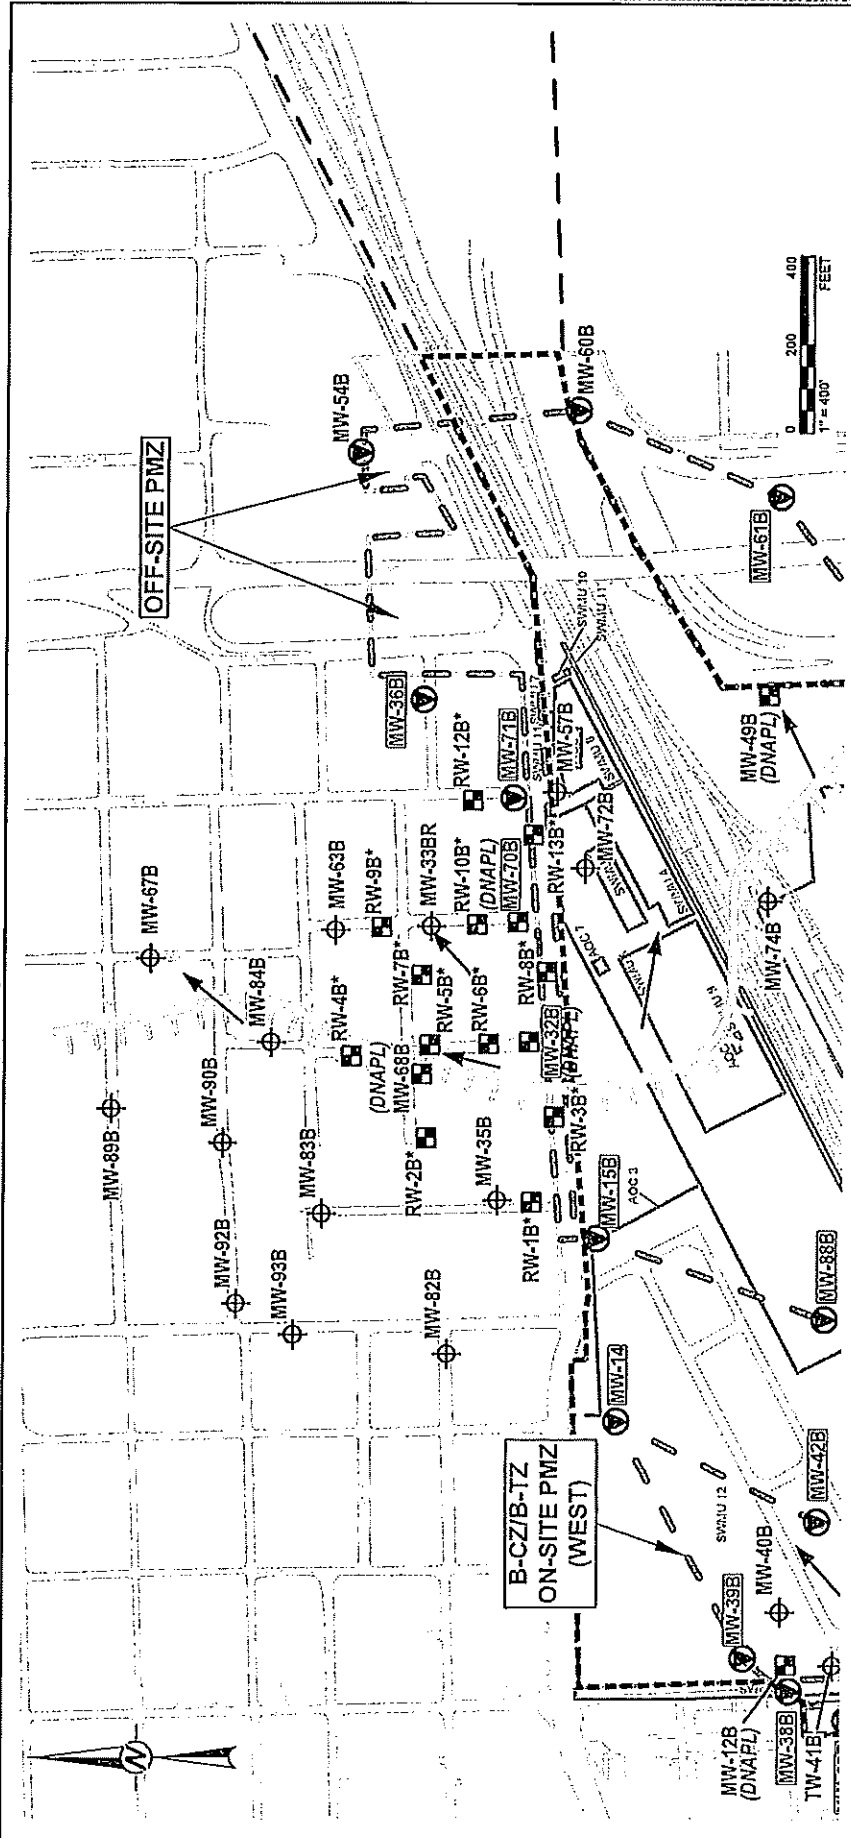 OFF-SITE PMZ
MW-54B
MW-60B
0 200 400
FEET
1" = 400'
MW-61B
MW-36B
MW-67B
MW-63B
RW-9B*
MW-33BR
RW-10B*
(DNAPL)
MW-70B
RW-12B*
MW-71B
SWMU 10
SWMU 11
MW-57B
SWMU 8
RW-13B*
MW-72B
MW-49B
(DNAPL)
MW-74B
AOC 7
MW-84B
RW-4B*
RW-7B*
RW-5B*
RW-6B*
RW-8B*
MW-68B
(DNAPL)
MW-32B
(DNAPL)
RW-3B*
MW-89B
MW-90B
MW-83B
RW-2B*
MW-35B
RW-1B*
MW-15B
AOC 3
MW-92B
MW-93B
MW-82B
MW-88B
MW-14
B-CZ/B-TZ
ON-SITE PMZ
(WEST)
SWMU 12
MW-42B
MW-40B
MW-39B
MW-12B
(DNAPL)
MW-38B
TW-41B
N